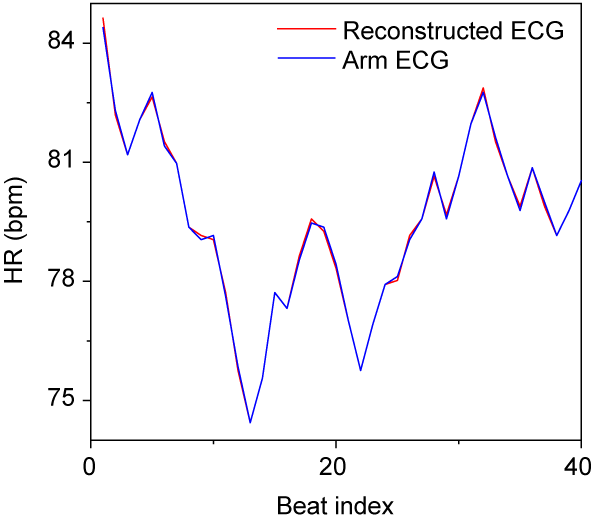 84
81
78
75
HR (bpm)
Reconstructed ECG
Arm ECG
0 20 40
Beat index